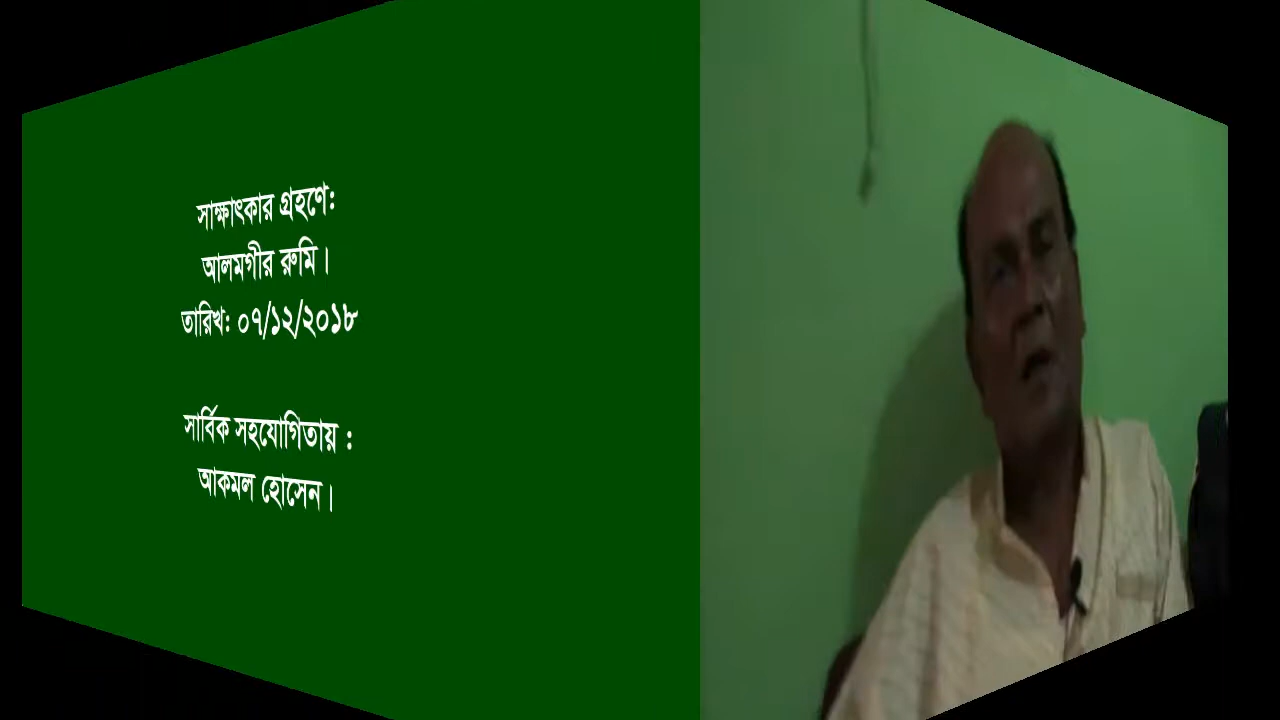 সাক্ষাৎকার গ্রহণে:
আলমগীর রুমি।
তারিখ: ০৭/১২/২০১৮
সার্বিক সহযোগিতায় :
আকমল হোসেন।